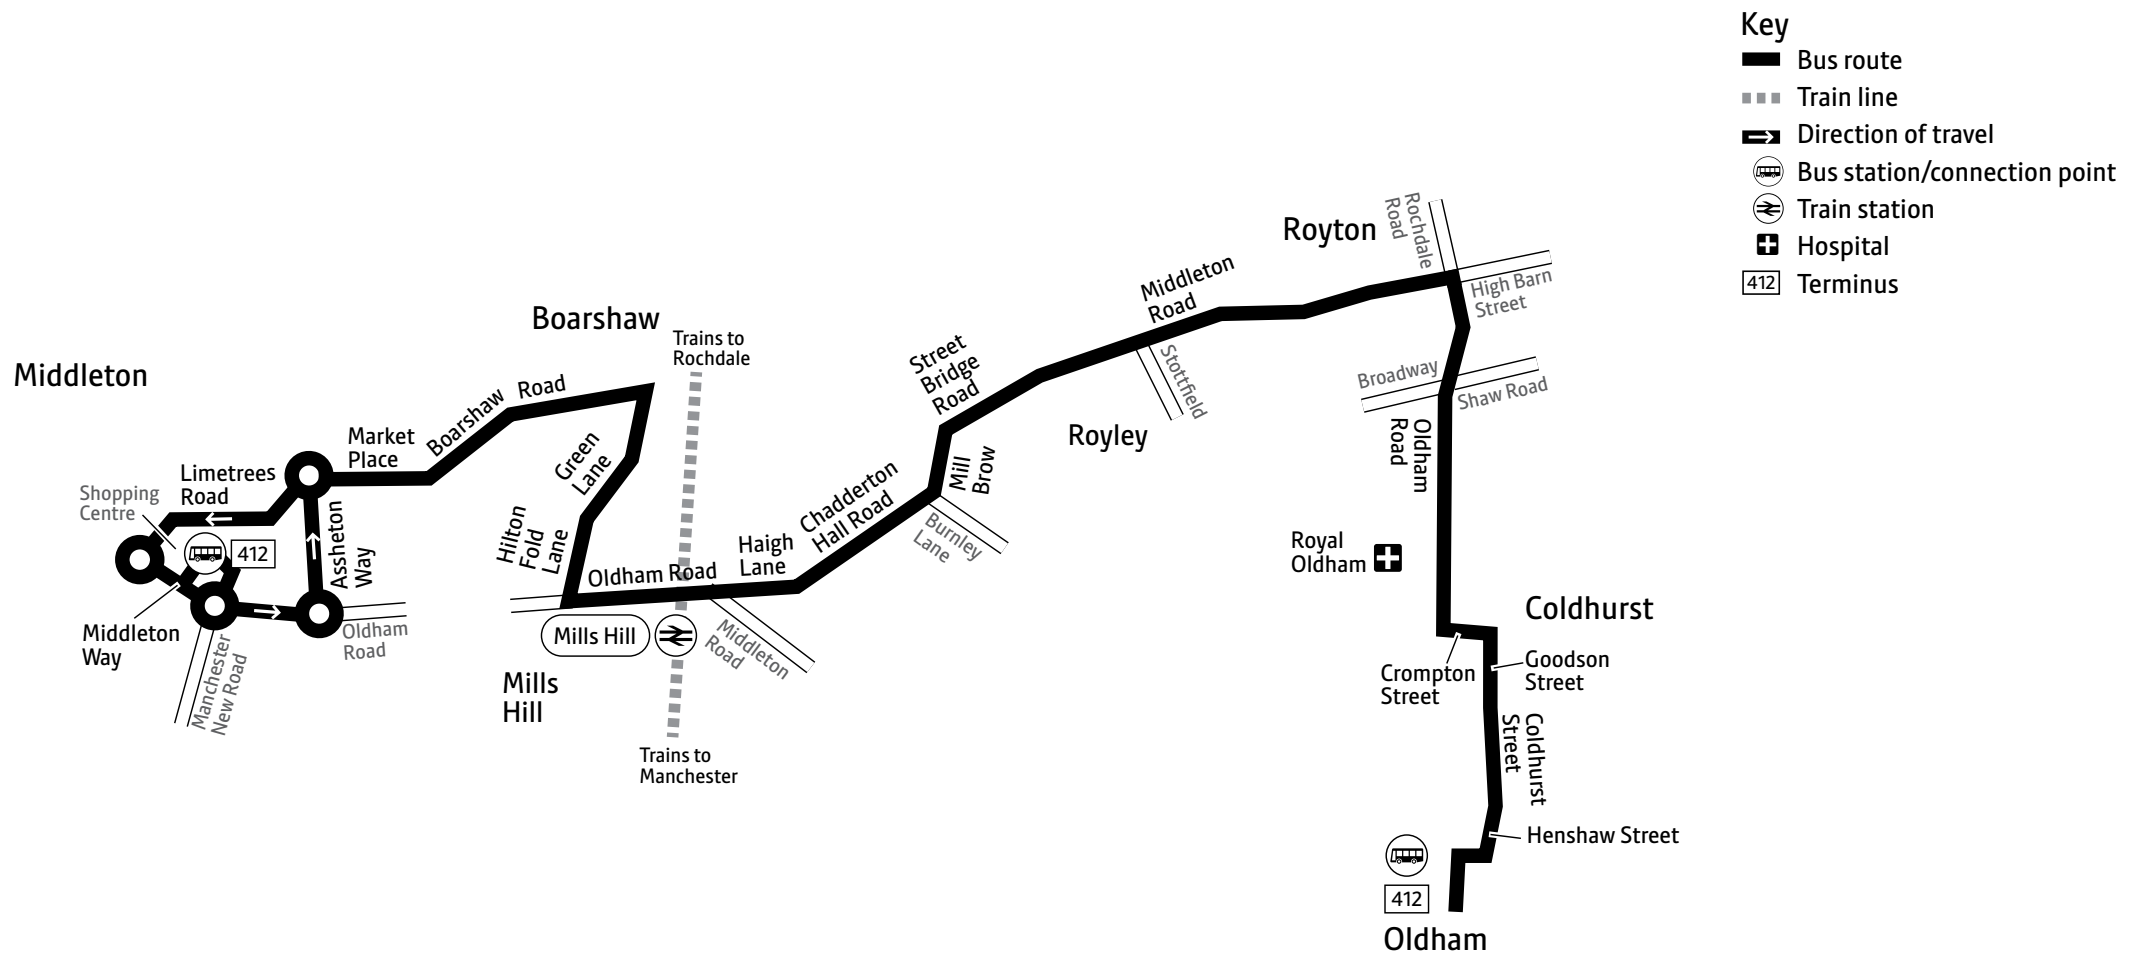 Key
Bus route
Train line
Direction of travel
Bus station/connection point
Train station
Hospital
412 Terminus
Middleton
Shopping
Centre
Limetrees
Road
412
Middleton
Way
Manchester
New Road
Assheton
Way
Oldham
Road
Market
Place
Boarshaw Road
Boarshaw
Trains to
Rochdale
Green
Lane
Hilton
Fold
Lane
Oldham Road
Mills Hill
Mills
Hill
Trains to
Manchester
Middleton
Road
Haigh
Lane
Chadderton
Hall Road
Burnley
Lane
Mill
Brow
Street
Bridge
Road
Royley
Stottfield
Middleton
Road
Royton
Rochdale
Road
High Barn
Street
Broadway
Shaw Road
Oldham
Road
Royal
Oldham
Coldhurst
Crompton
Street
Goodson
Street
Coldhurst
Street
Henshaw Street
412
Oldham